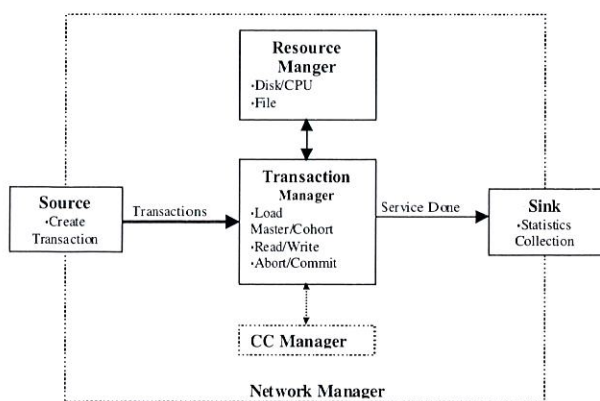 Resource
Manger
•Disk/CPU
•File
Transaction
Manager
•Load
Master/Cohort
•Read/Write
•Abort/Commit
Source
•Create
Transaction
Transactions
Service Done
Sink
•Statistics
Collection
CC Manager
Network Manager